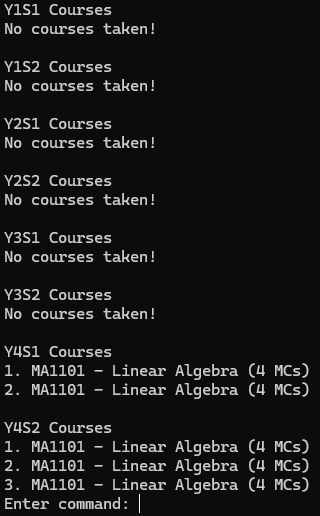 Y1S1 Courses
No courses taken!
Y1S2 Courses
No courses taken!
Y2S1 Courses
No courses taken!
Y2S2 Courses
No courses taken!
Y3S1 Courses
No courses taken!
Y3S2 Courses
No courses taken!
Y4S1 Courses
1. MA1101 - Linear Algebra (4 MCs)
2. MA1101 - Linear Algebra (4 MCs)
Y4S2 Courses
1. MA1101 - Linear Algebra (4 MCs)
2. MA1101 - Linear Algebra (4 MCs)
3. MA1101 - Linear Algebra (4 MCs)
Enter command: